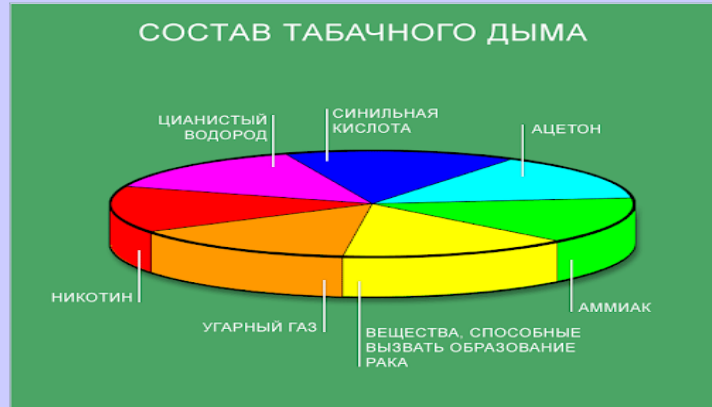 СОСТАВ ТАБАЧНОГО ДЫМА
ЦИАНИСТЫЙ
ВОДОРОД
СИНИЛЬНАЯ
КИСЛОТА
АЦЕТОН
НИКОТИН
УГАРНЫЙ ГАЗ
ВЕЩЕСТВА, СПОСОБНЫЕ
ВЫЗВАТЬ ОБРАЗОВАНИЕ
РАКА
АММИАК